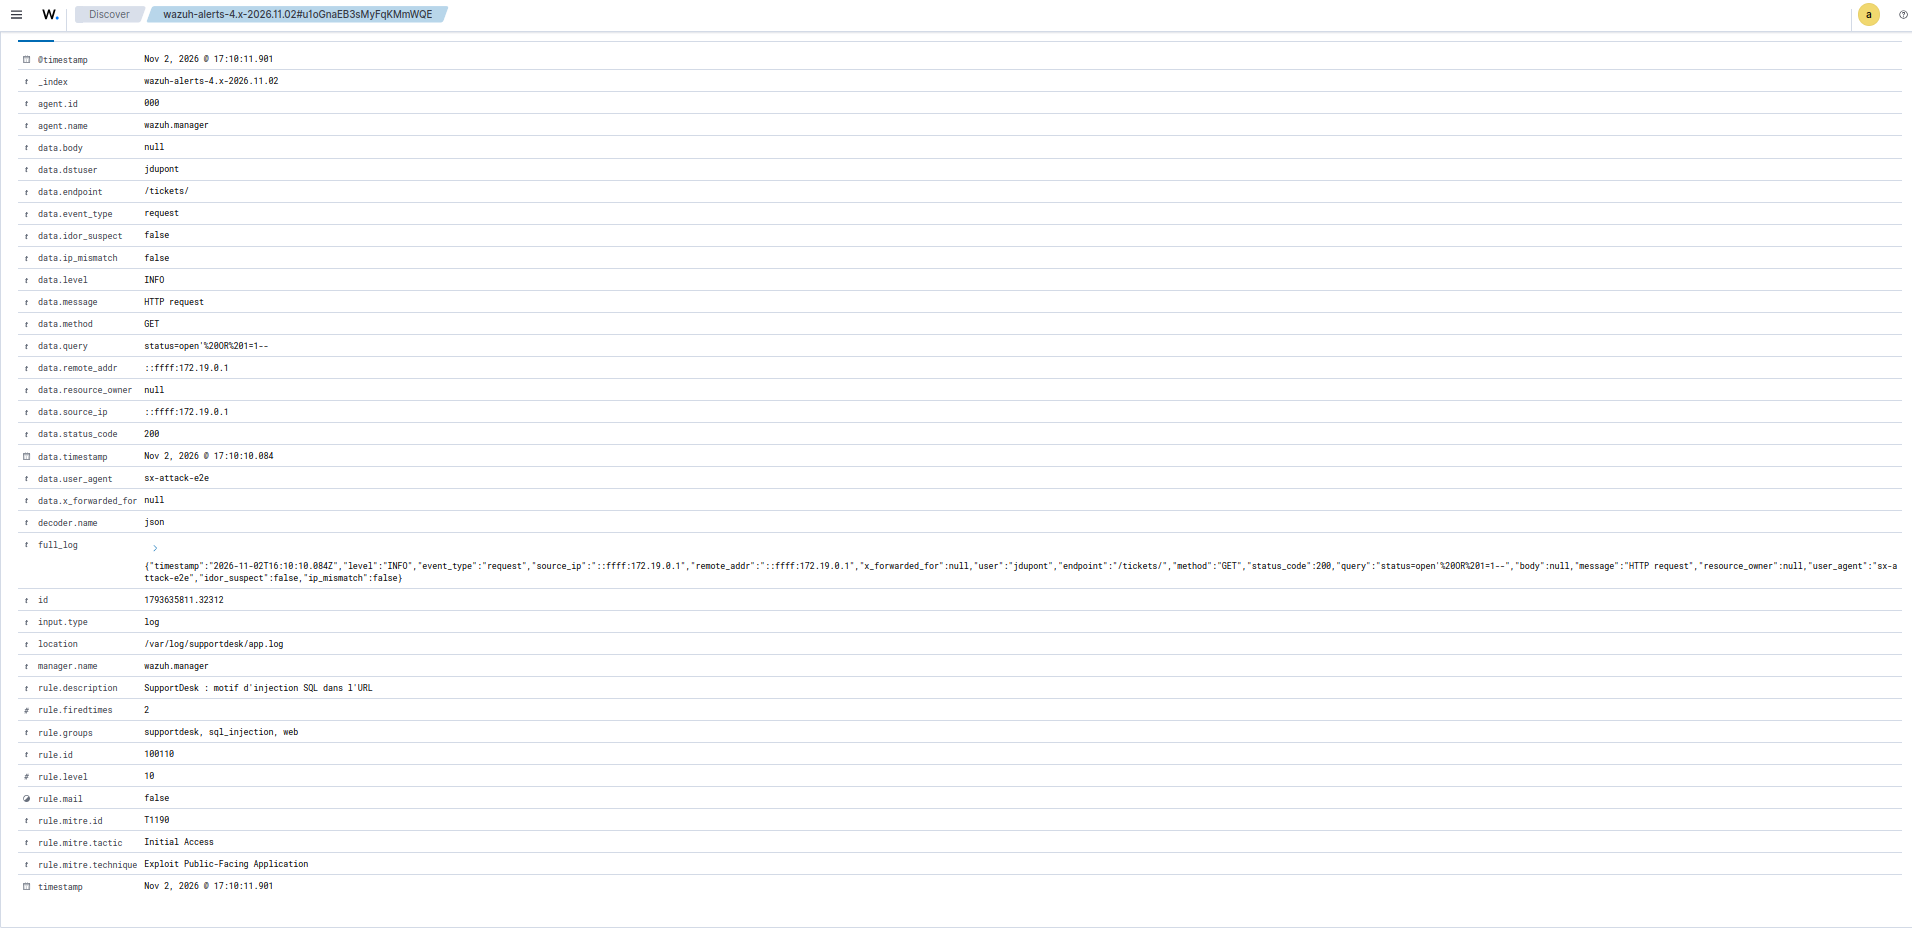 W. Discover wazuh-alerts-4.x-2026.11.02#u1oGnaEB3sMyFqKMmWQE a
@timestamp Nov 2, 2026 @ 17:10:11.901
t _index wazuh-alerts-4.x-2026.11.02
t agent.id 000
t agent.name wazuh.manager
t data.body null
t data.dstuser jdupont
t data.endpoint /tickets/
t data.event_type request
t data.idor_suspect false
t data.ip_mismatch false
t data.level INFO
t data.message HTTP request
t data.method GET
t data.query status=open'%20OR%201=1--
t data.remote_addr ::ffff:172.19.0.1
t data.resource_owner null
t data.source_ip ::ffff:172.19.0.1
t data.status_code 200
data.timestamp Nov 2, 2026 @ 17:10:10.084
t data.user_agent sx-attack-e2e
t data.x_forwarded_for null
t decoder.name json
t full_log
{"timestamp":"2026-11-02T16:10:10.084Z","level":"INFO","event_type":"request","source_ip":"::ffff:172.19.0.1","remote_addr":"::ffff:172.19.0.1","x_forwarded_for":null,"user":"jdupont","endpoint":"/tickets/","method":"GET","status_code":200,"query":"status=open'%20OR%201=1--","body":null,"message":"HTTP request","resource_owner":null,"user_agent":"sx-a
ttack-e2e","idor_suspect":false,"ip_mismatch":false}
t id 1793635811.32312
t input.type log
t location /var/log/supportdesk/app.log
t manager.name wazuh.manager
t rule.description SupportDesk : motif d'injection SQL dans l'URL
# rule.firedtimes 2
t rule.groups supportdesk, sql_injection, web
t rule.id 100110
# rule.level 10
rule.mail false
t rule.mitre.id T1190
t rule.mitre.tactic Initial Access
t rule.mitre.technique Exploit Public-Facing Application
timestamp Nov 2, 2026 @ 17:10:11.901